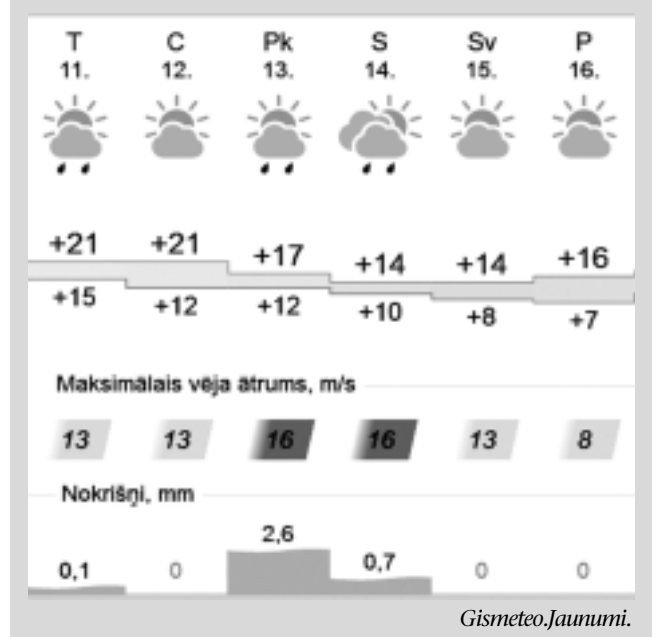 T C Pk S Sv P
11. 12. 13. 14. 15. 16.
+21 +21 +17 +14 +14 +16
+15 +12 +12 +10 +8 +7
Maksimālais vēja ātrums, m/s
13 13 16 16 13 8
Nokrišņi, mm
0,1 0 2,6 0,7 0 0
Gismeteo.Jaunumi.